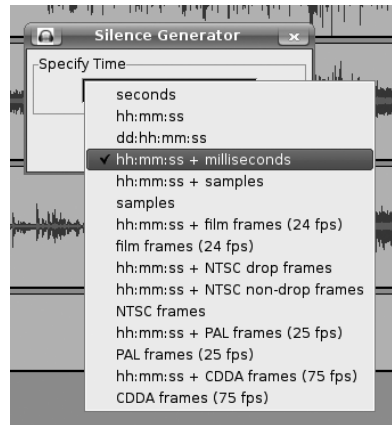 Silence Generator
Specify Time
seconds
hh:mm:ss
dd:hh:mm:ss
hh:mm:ss + milliseconds
hh:mm:ss + samples
samples
hh:mm:ss + film frames (24 fps)
film frames (24 fps)
hh:mm:ss + NTSC drop frames
hh:mm:ss + NTSC non-drop frames
NTSC frames
hh:mm:ss + PAL frames (25 fps)
PAL frames (25 fps)
hh:mm:ss + CDDA frames (75 fps)
CDDA frames (75 fps)